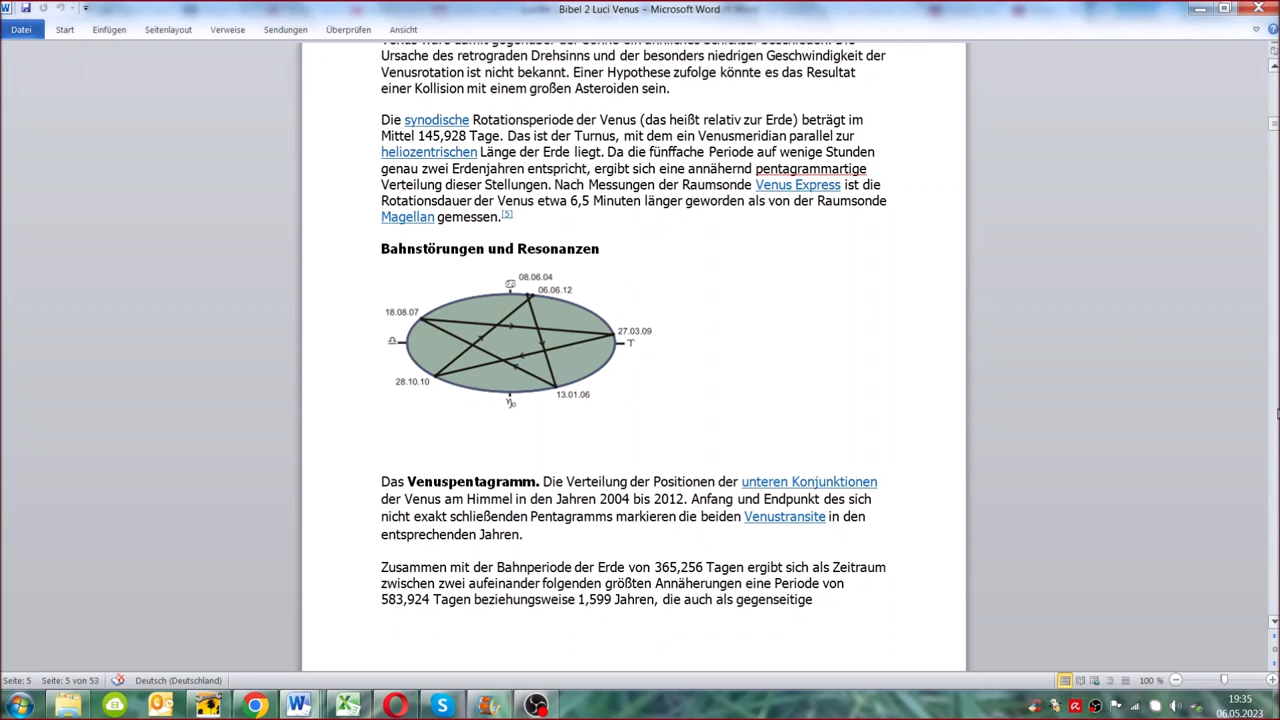 Bibel 2 Luci Venus - Microsoft Word
Datei Start Einfügen Seitenlayout Verweise Sendungen Überprüfen Ansicht
Ursache des retrograden Drehsinns und der besonders niedrigen Geschwindigkeit der
Venusrotation ist nicht bekannt. Einer Hypothese zufolge könnte es das Resultat
einer Kollision mit einem großen Asteroiden sein.
Die synodische Rotationsperiode der Venus (das heißt relativ zur Erde) beträgt im
Mittel 145,928 Tage. Das ist der Turnus, mit dem ein Venusmeridian parallel zur
heliozentrischen Länge der Erde liegt. Da die fünffache Periode auf wenige Stunden
genau zwei Erdenjahren entspricht, ergibt sich eine annähernd pentagrammartige
Verteilung dieser Stellungen. Nach Messungen der Raumsonde Venus Express ist die
Rotationsdauer der Venus etwa 6,5 Minuten länger geworden als von der Raumsonde
Magellan gemessen.[5]
Bahnstörungen und Resonanzen
♋ 08.06.04
06.06.12
18.08.07
27.03.09
♎ ♈
28.10.10
13.01.06
♑
Das Venuspentagramm. Die Verteilung der Positionen der unteren Konjunktionen
der Venus am Himmel in den Jahren 2004 bis 2012. Anfang und Endpunkt des sich
nicht exakt schließenden Pentagramms markieren die beiden Venustransite in den
entsprechenden Jahren.
Zusammen mit der Bahnperiode der Erde von 365,256 Tagen ergibt sich als Zeitraum
zwischen zwei aufeinander folgenden größten Annäherungen eine Periode von
583,924 Tagen beziehungsweise 1,599 Jahren, die auch als gegenseitige
Seite: 5 Seite: 5 von 53 Deutsch (Deutschland) 100 %
19:35
06.05.2023